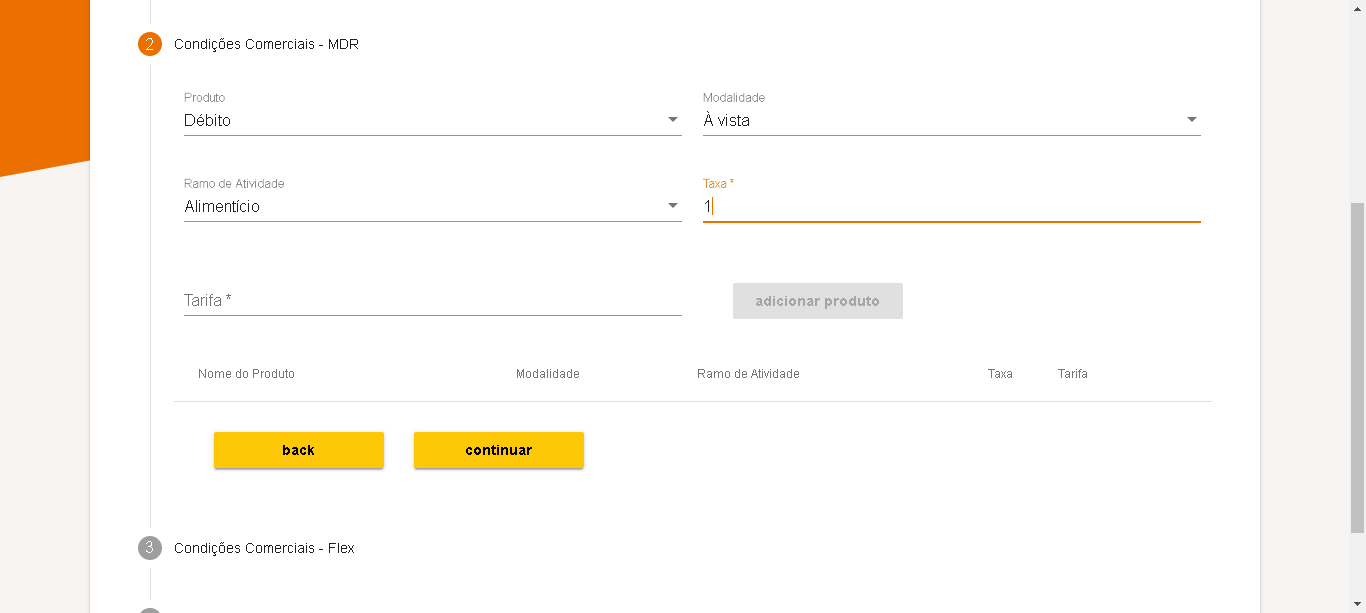 2 Condições Comerciais - MDR
Produto
Débito
Modalidade
À vista
Ramo de Atividade
Alimentício
Taxa *
1
Tarifa *
adicionar produto
Nome do Produto Modalidade Ramo de Atividade Taxa Tarifa
back continuar
3 Condições Comerciais - Flex